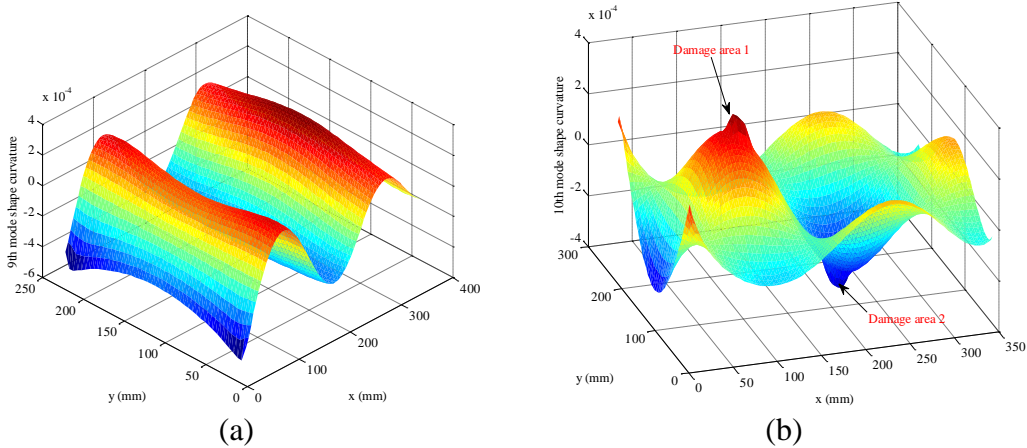 x 10⁻⁴
4
2
0
-2
-4
-6
9th mode shape curvature
250
200
150
100
50
0
y (mm)
0
100
200
300
400
x (mm)
(a)
x 10⁻⁴
4
2
0
-2
-4
10th mode shape curvature
Damage area 1
Damage area 2
300
200
100
0
y (mm)
0
50
100
150
200
250
300
350
x (mm)
(b)